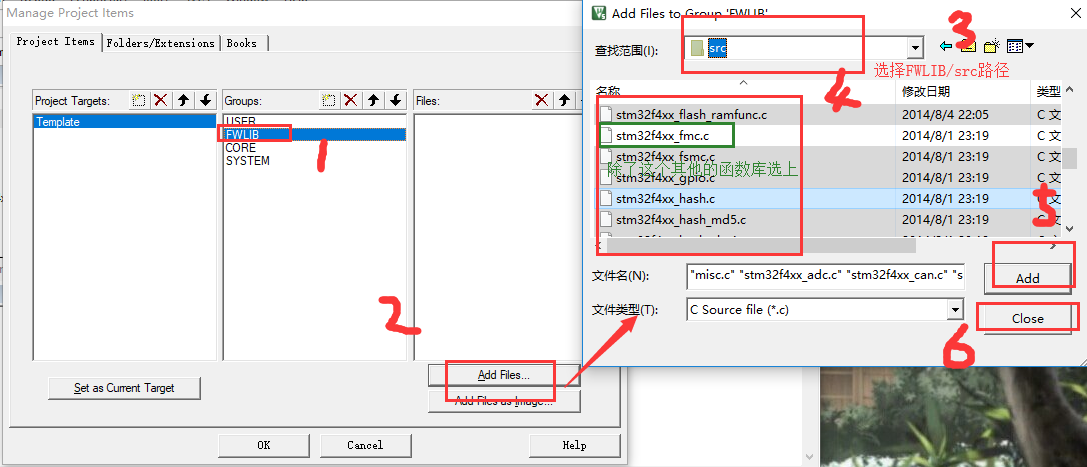 Manage Project Items
Project Items
Folders/Extensions
Books
Project Targets:
Groups:
Files:
Template
USER
FWLIB
CORE
SYSTEM
1
2
Add Files...
Add Files as Image...
Set as Current Target
OK
Cancel
Help
Add Files to Group 'FWLIB'
查找范围(I):
src
3
4
选择FWLIB/src路径
名称
修改日期
类型
stm32f4xx_flash_ramfunc.c 2014/8/4 22:05 C 文
stm32f4xx_fmc.c 2014/8/1 23:19 C 文
stm32f4xx_fsmc.c 2014/8/1 23:19 C 文
除了这个其他的函数库选上
stm32f4xx_gpio.c 2014/8/1 23:19 C 文
stm32f4xx_hash.c 2014/8/1 23:19 C 文
stm32f4xx_hash_md5.c 2014/8/1 23:19 C 文
5
文件名(N):
"misc.c" "stm32f4xx_adc.c" "stm32f4xx_can.c" "s
Add
文件类型(T):
C Source file (*.c)
Close
6